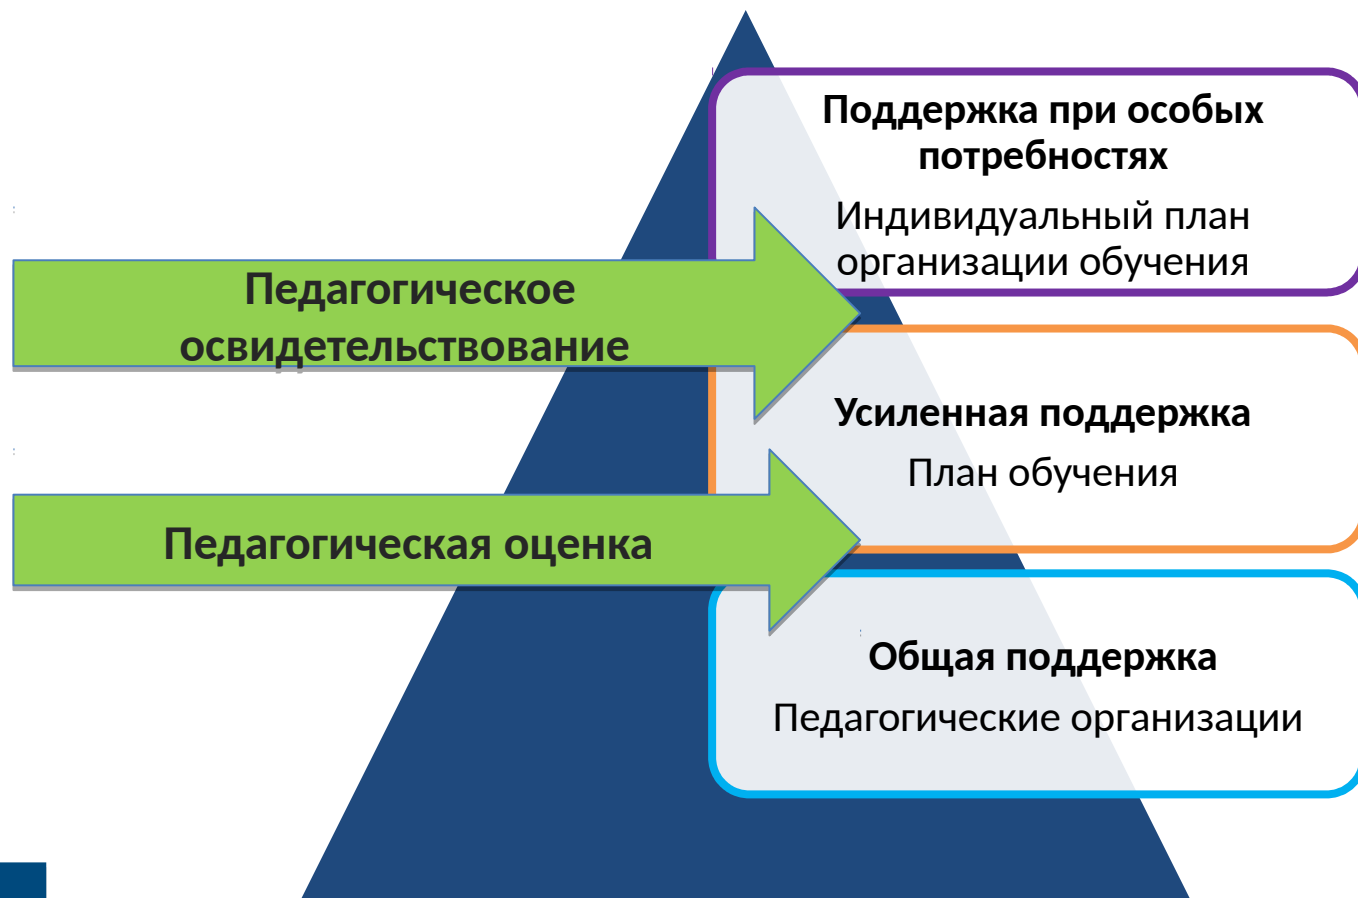 Поддержка при особых
потребностях
Индивидуальный план
организации обучения
Педагогическое
освидетельствование
Усиленная поддержка
План обучения
Педагогическая оценка
Общая поддержка
Педагогические организации